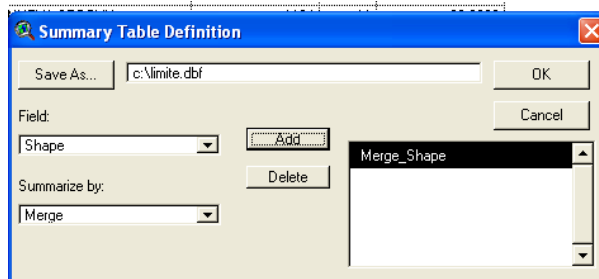 Summary Table Definition
Save As...
c:\limite.dbf
OK
Cancel
Field:
Shape
Add
Merge_Shape
Delete
Summarize by:
Merge